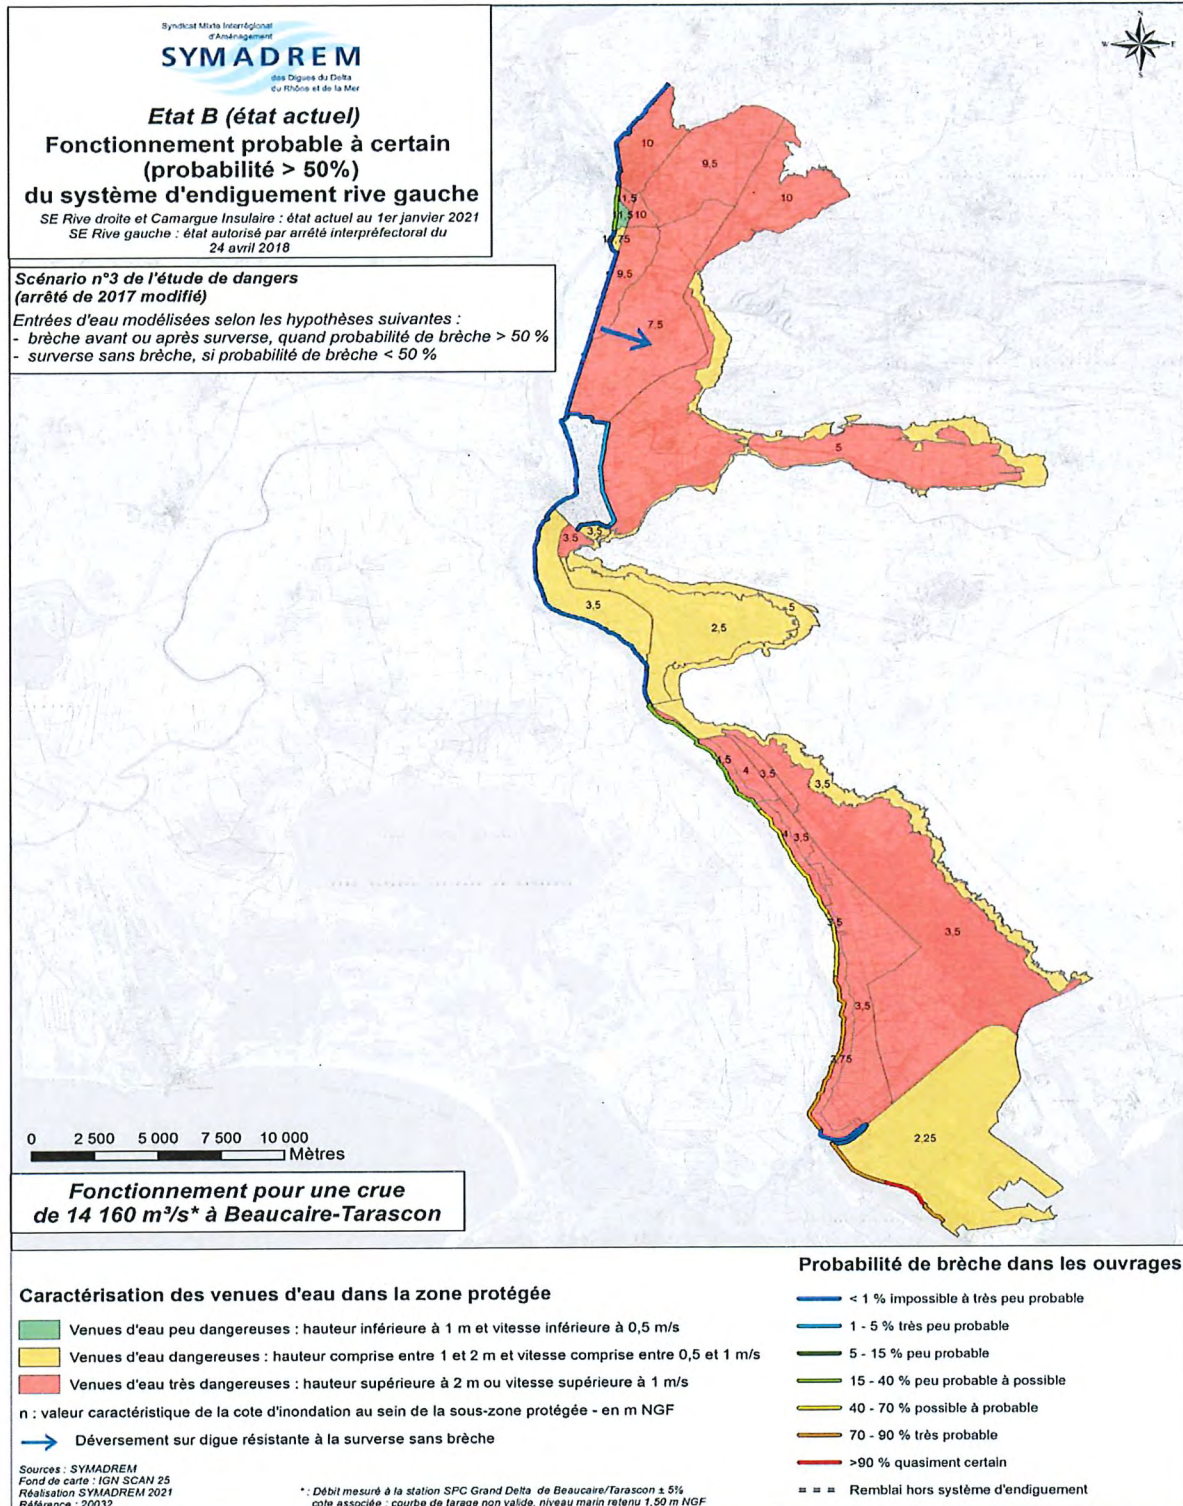 Syndicat Mixte Interrégional
d'Aménagement
SYMADREM
des Digues du Delta
du Rhône et de la Mer
Etat B (état actuel)
Fonctionnement probable à certain
(probabilité > 50%)
du système d'endiguement rive gauche
SE Rive droite et Camargue Insulaire : état actuel au 1er janvier 2021
SE Rive gauche : état autorisé par arrêté interpréfectoral du
24 avril 2018
Scénario n°3 de l'étude de dangers
(arrêté de 2017 modifié)
Entrées d'eau modélisées selon les hypothèses suivantes :
- brèche avant ou après surverse, quand probabilité de brèche > 50 %
- surverse sans brèche, si probabilité de brèche < 50 %
N
W E
S
10
9,5
10
10
9,5
7,5
5
3,5
3,5
3,5
2,5
5
4,5
4
3,5
3,5
4
3,5
3,5
3,5
3,5
2,25
0 2 500 5 000 7 500 10 000
Mètres
Fonctionnement pour une crue
de 14 160 m³/s* à Beaucaire-Tarascon
Caractérisation des venues d'eau dans la zone protégée
Venues d'eau peu dangereuses : hauteur inférieure à 1 m et vitesse inférieure à 0,5 m/s
Venues d'eau dangereuses : hauteur comprise entre 1 et 2 m et vitesse comprise entre 0,5 et 1 m/s
Venues d'eau très dangereuses : hauteur supérieure à 2 m ou vitesse supérieure à 1 m/s
n : valeur caractéristique de la cote d'inondation au sein de la sous-zone protégée - en m NGF
Déversement sur digue résistante à la surverse sans brèche
Sources : SYMADREM
Fond de carte : IGN SCAN 25
Réalisation SYMADREM 2021
Référence : 20032
* : Débit mesuré à la station SPC Grand Delta de Beaucaire/Tarascon ± 5%
cote associée : courbe de tarage non valide, niveau marin retenu 1,50 m NGF
Probabilité de brèche dans les ouvrages
< 1 % impossible à très peu probable
1 - 5 % très peu probable
5 - 15 % peu probable
15 - 40 % peu probable à possible
40 - 70 % possible à probable
70 - 90 % très probable
>90 % quasiment certain
Remblai hors système d'endiguement